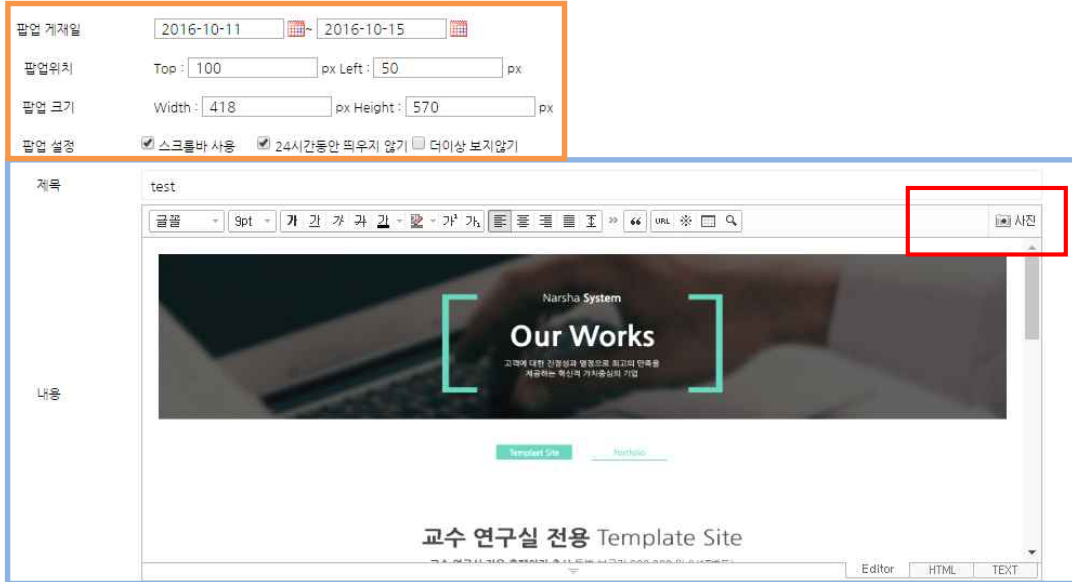 팝업 게재일 2016-10-11 ~ 2016-10-15
팝업위치 Top : 100 px Left : 50 px
팝업 크기 Width : 418 px Height : 570 px
팝업 설정 스크롤바 사용 24시간동안 띄우지 않기 더이상 보지않기
제목 test
글꼴 9pt 가 가 가 가 가 가² 가₁ » “ URL ※ 사진
Narsha System
Our Works
고객에 대한 진정성과 열정으로 최고의 만족을
제공하는 혁신적 가치중심의 기업
내용
Templaet Site Portfolio
교수 연구실 전용 Template Site
Editor HTML TEXT